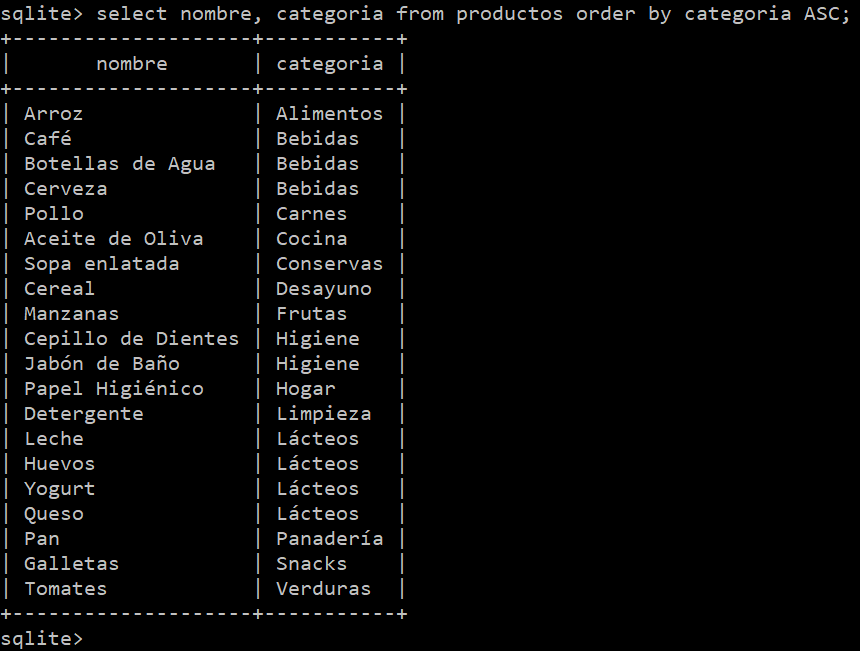 sqlite> select nombre, categoria from productos order by categoria ASC;
+--------------------+-----------+
|       nombre       | categoria |
+--------------------+-----------+
| Arroz              | Alimentos |
| Café               | Bebidas   |
| Botellas de Agua   | Bebidas   |
| Cerveza            | Bebidas   |
| Pollo              | Carnes    |
| Aceite de Oliva    | Cocina    |
| Sopa enlatada      | Conservas |
| Cereal             | Desayuno  |
| Manzanas           | Frutas    |
| Cepillo de Dientes | Higiene   |
| Jabón de Baño      | Higiene   |
| Papel Higiénico    | Hogar     |
| Detergente         | Limpieza  |
| Leche              | Lácteos   |
| Huevos             | Lácteos   |
| Yogurt             | Lácteos   |
| Queso              | Lácteos   |
| Pan                | Panadería |
| Galletas           | Snacks    |
| Tomates            | Verduras  |
+--------------------+-----------+
sqlite>